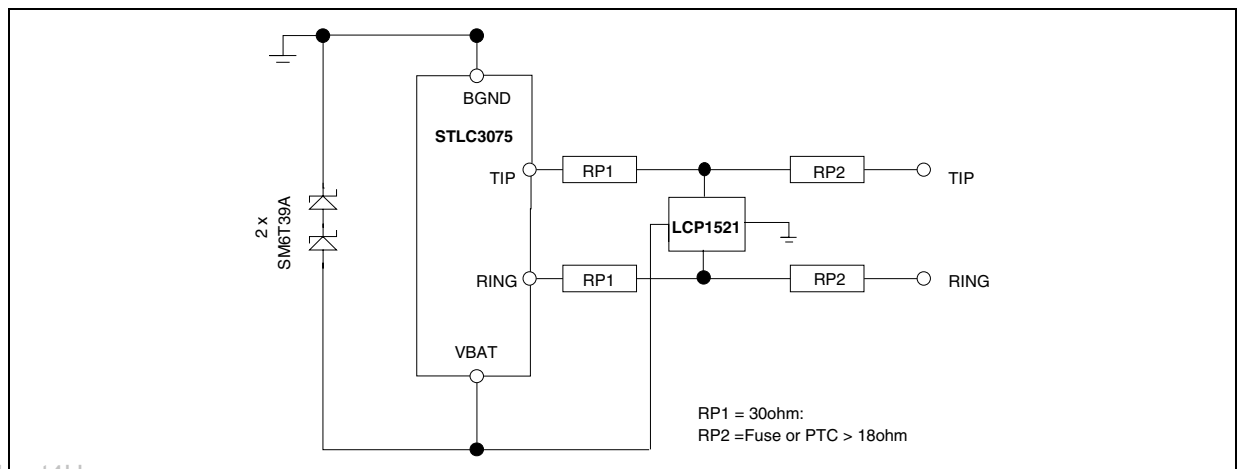 BGND
STLC3075
TIP
RP1
RP2
TIP
2 x
SM6T39A
LCP1521
RING
RP1
RP2
RING
VBAT
RP1 = 30ohm:
RP2 =Fuse or PTC > 18ohm